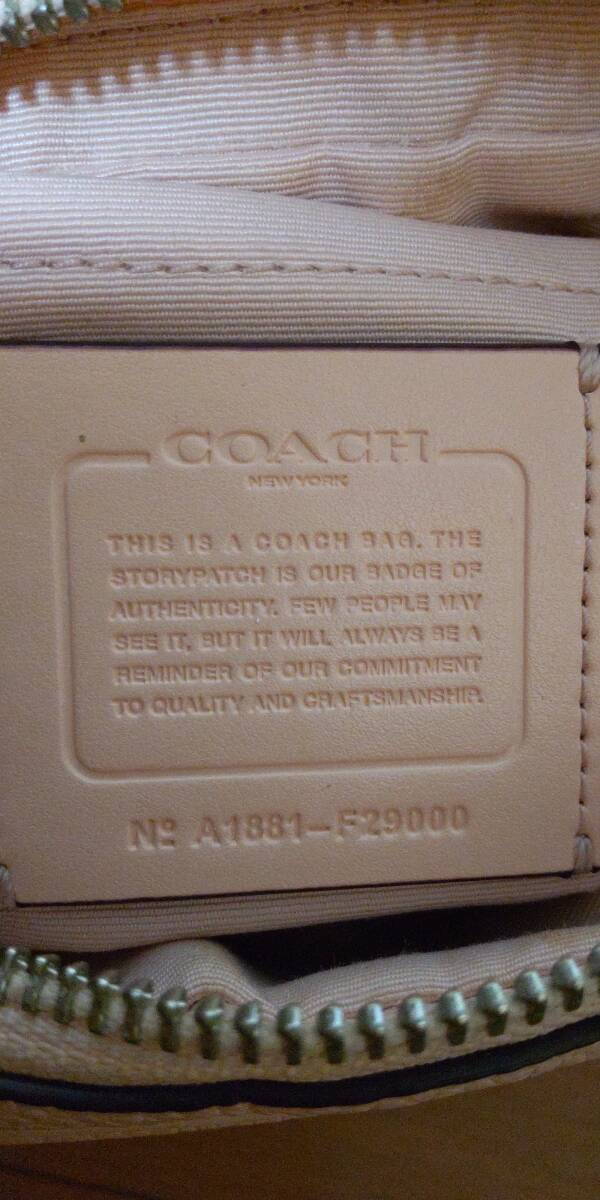 COACH
NEW YORK
THIS IS A COACH BAG. THE
STORYPATCH IS OUR BADGE OF
AUTHENTICITY. FEW PEOPLE MAY
SEE IT, BUT IT WILL ALWAYS BE A
REMINDER OF OUR COMMITMENT
TO QUALITY AND CRAFTSMANSHIP.
Nº A1881-F29000